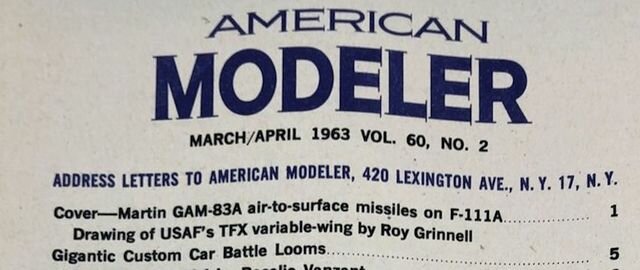 AMERICAN
MODELER
MARCH/APRIL 1963 VOL. 60, NO. 2
ADDRESS LETTERS TO AMERICAN MODELER, 420 LEXINGTON AVE., N. Y. 17, N. Y.
Cover—Martin GAM-83A air-to-surface missiles on F-111A.................. 1
Drawing of USAF's TFX variable-wing by Roy Grinnell
Gigantic Custom Car Battle Looms.......................................................... 5
Vanzant